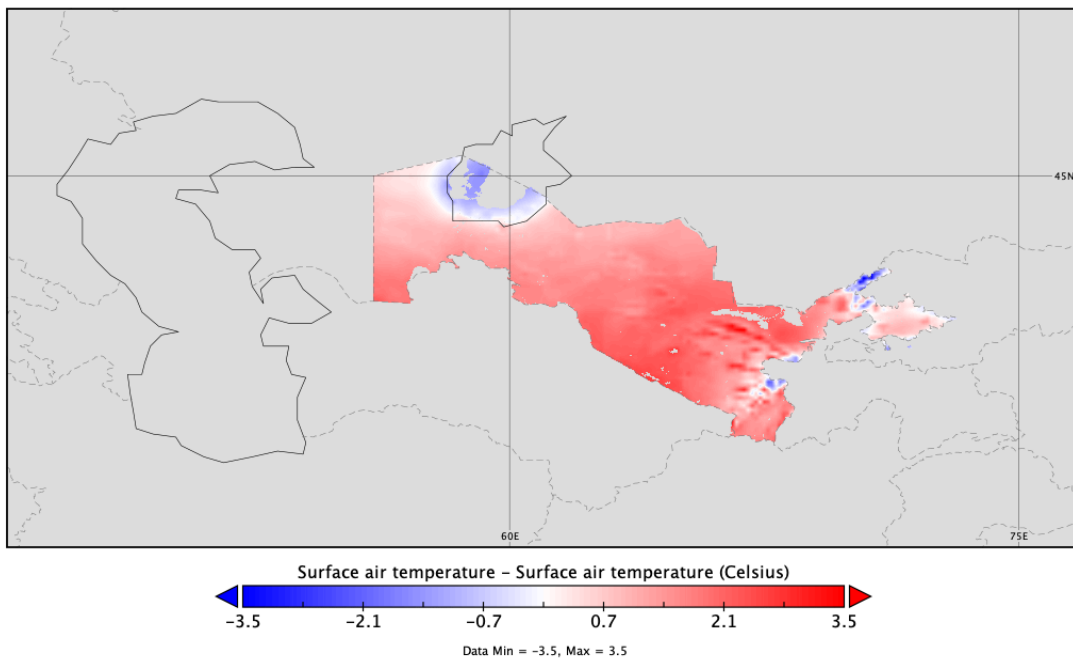 45N
60E
75E
Surface air temperature – Surface air temperature (Celsius)
−3.5 −2.1 −0.7 0.7 2.1 3.5
Data Min = −3.5, Max = 3.5